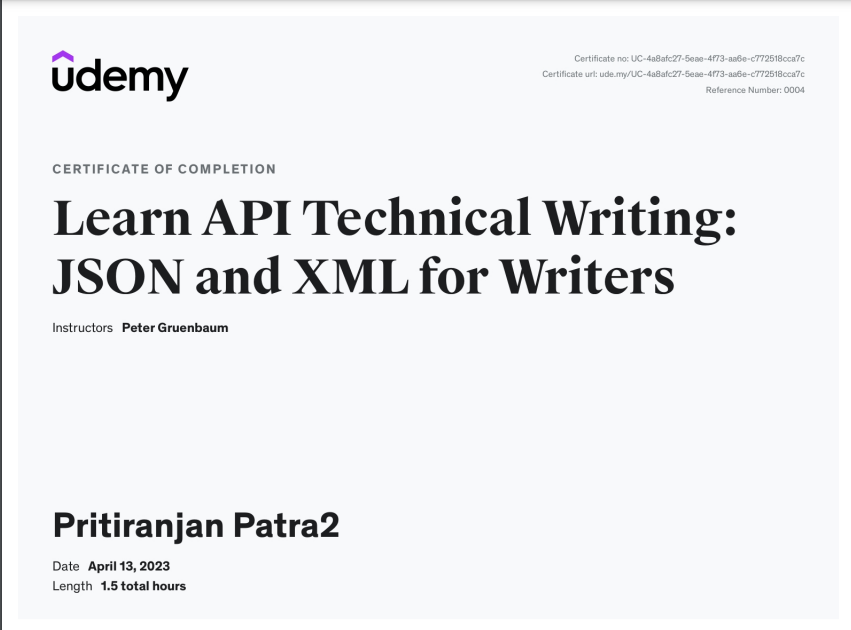 udemy
Certificate no: UC-4a8afc27-5eae-4f73-aa6e-c772518cca7c
Certificate url: ude.my/UC-4a8afc27-5eae-4f73-aa6e-c772518cca7c
Reference Number: 0004
CERTIFICATE OF COMPLETION
Learn API Technical Writing:
JSON and XML for Writers
Instructors Peter Gruenbaum
Pritiranjan Patra2
Date April 13, 2023
Length 1.5 total hours